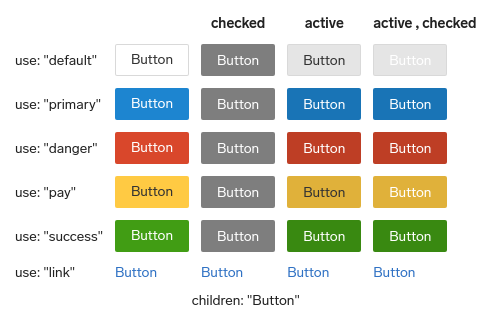 checked active active , checked
use: "default" Button Button Button Button
use: "primary" Button Button Button Button
use: "danger" Button Button Button Button
use: "pay" Button Button Button Button
use: "success" Button Button Button Button
use: "link" Button Button Button Button
children: "Button"